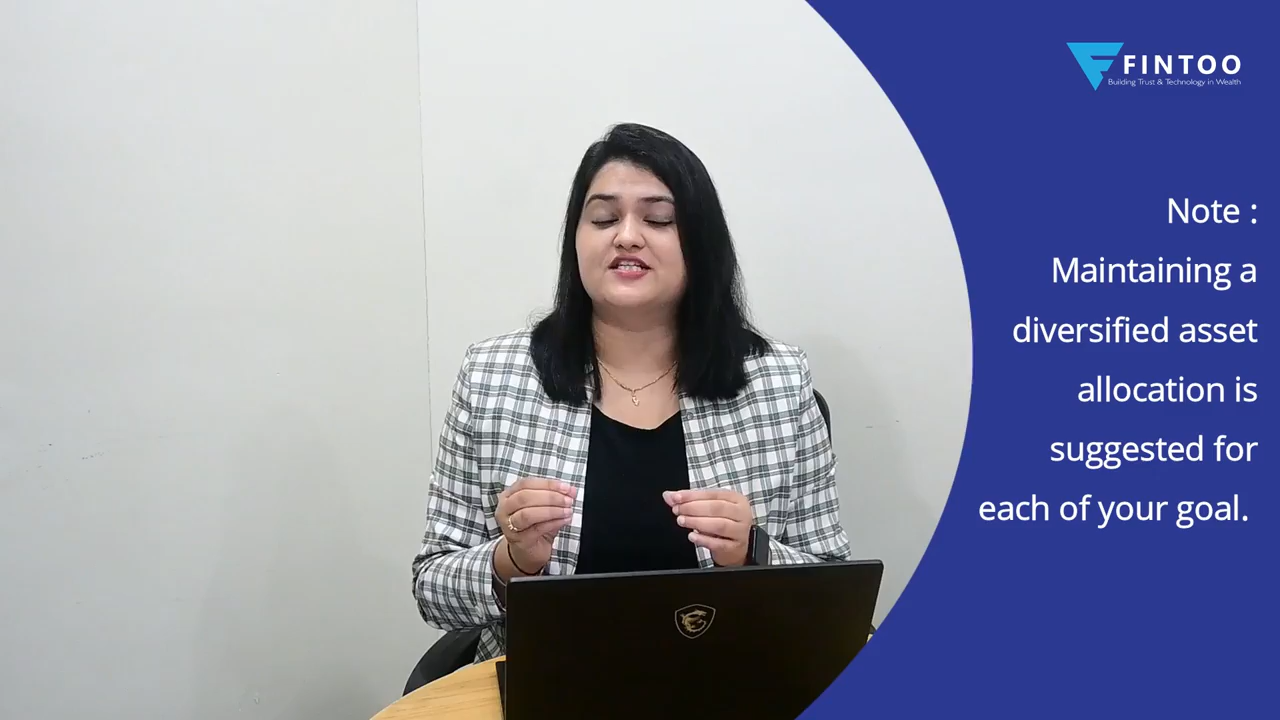 FINTOO
Building Trust & Technology in Wealth
Note :
Maintaining a
diversified asset
allocation is
suggested for
each of your goal.